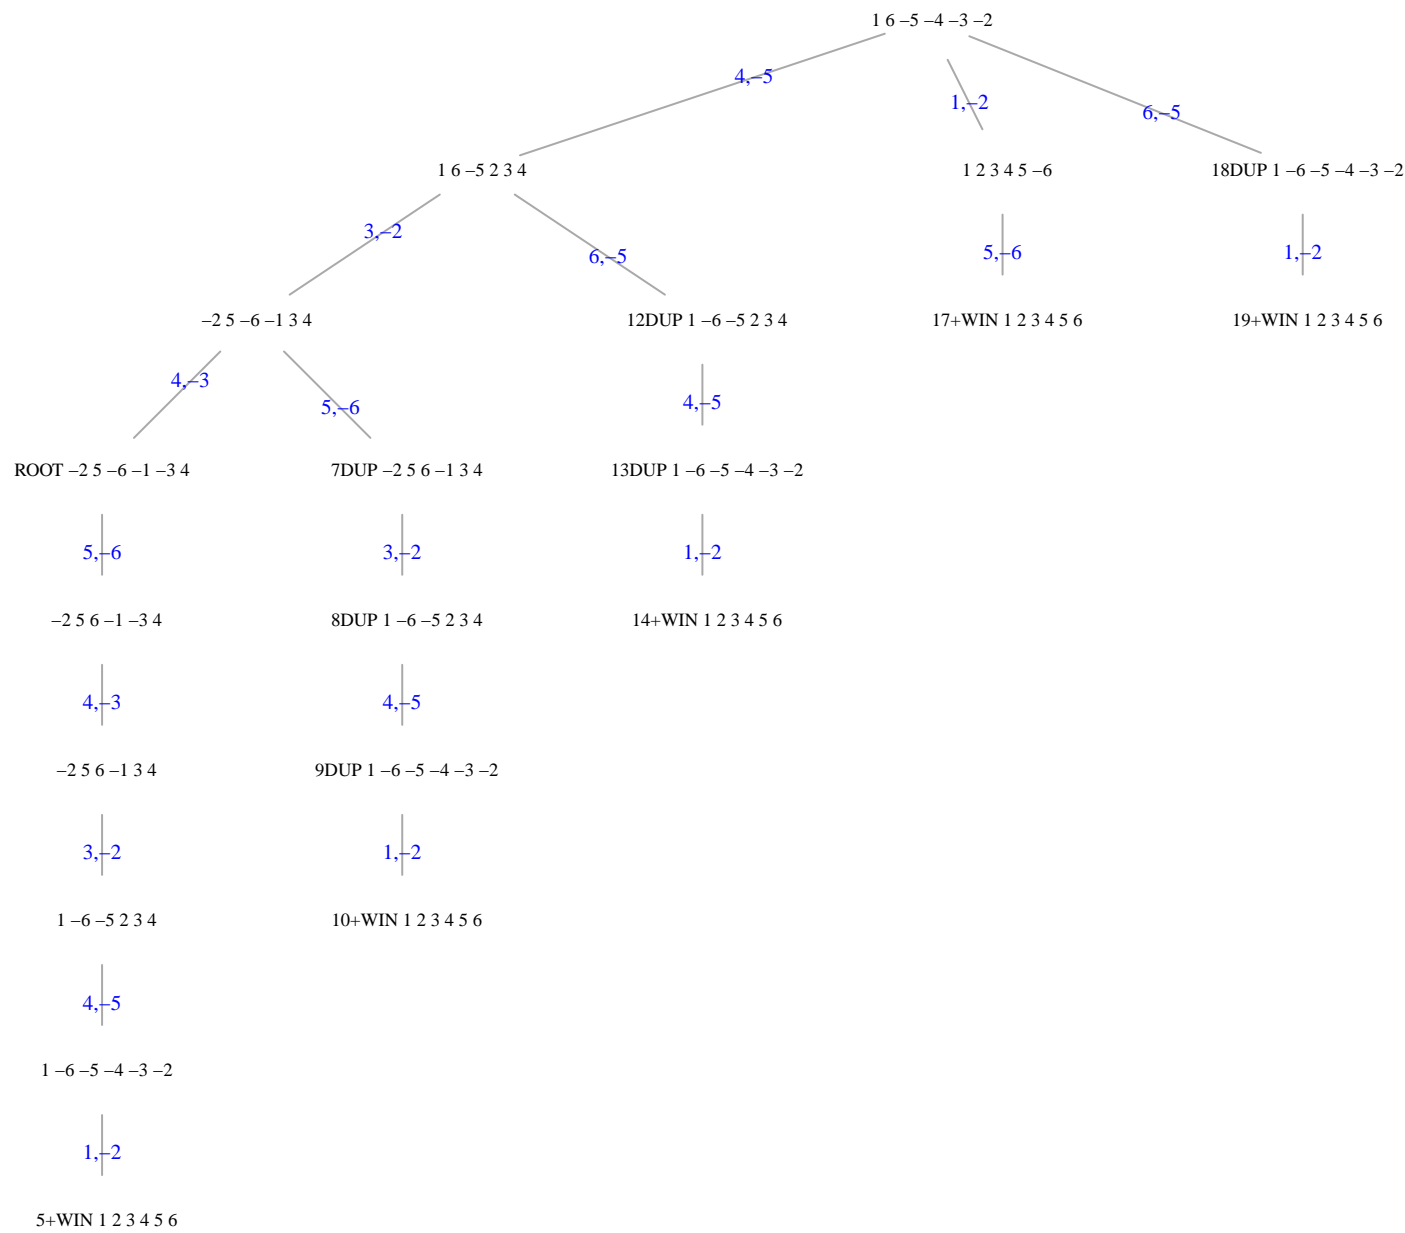 1 6 –5 –4 –3 –2
4,–5
1,–2
6,–5
1 6 –5 2 3 4
1 2 3 4 5 –6
18DUP 1 –6 –5 –4 –3 –2
3,–2
6,–5
5,–6
1,–2
–2 5 –6 –1 3 4
12DUP 1 –6 –5 2 3 4
17+WIN 1 2 3 4 5 6
19+WIN 1 2 3 4 5 6
4,–3
5,–6
4,–5
ROOT –2 5 –6 –1 –3 4
7DUP –2 5 6 –1 3 4
13DUP 1 –6 –5 –4 –3 –2
5,–6
3,–2
1,–2
–2 5 6 –1 –3 4
8DUP 1 –6 –5 2 3 4
14+WIN 1 2 3 4 5 6
4,–3
4,–5
–2 5 6 –1 3 4
9DUP 1 –6 –5 –4 –3 –2
3,–2
1,–2
1 –6 –5 2 3 4
10+WIN 1 2 3 4 5 6
4,–5
1 –6 –5 –4 –3 –2
1,–2
5+WIN 1 2 3 4 5 6